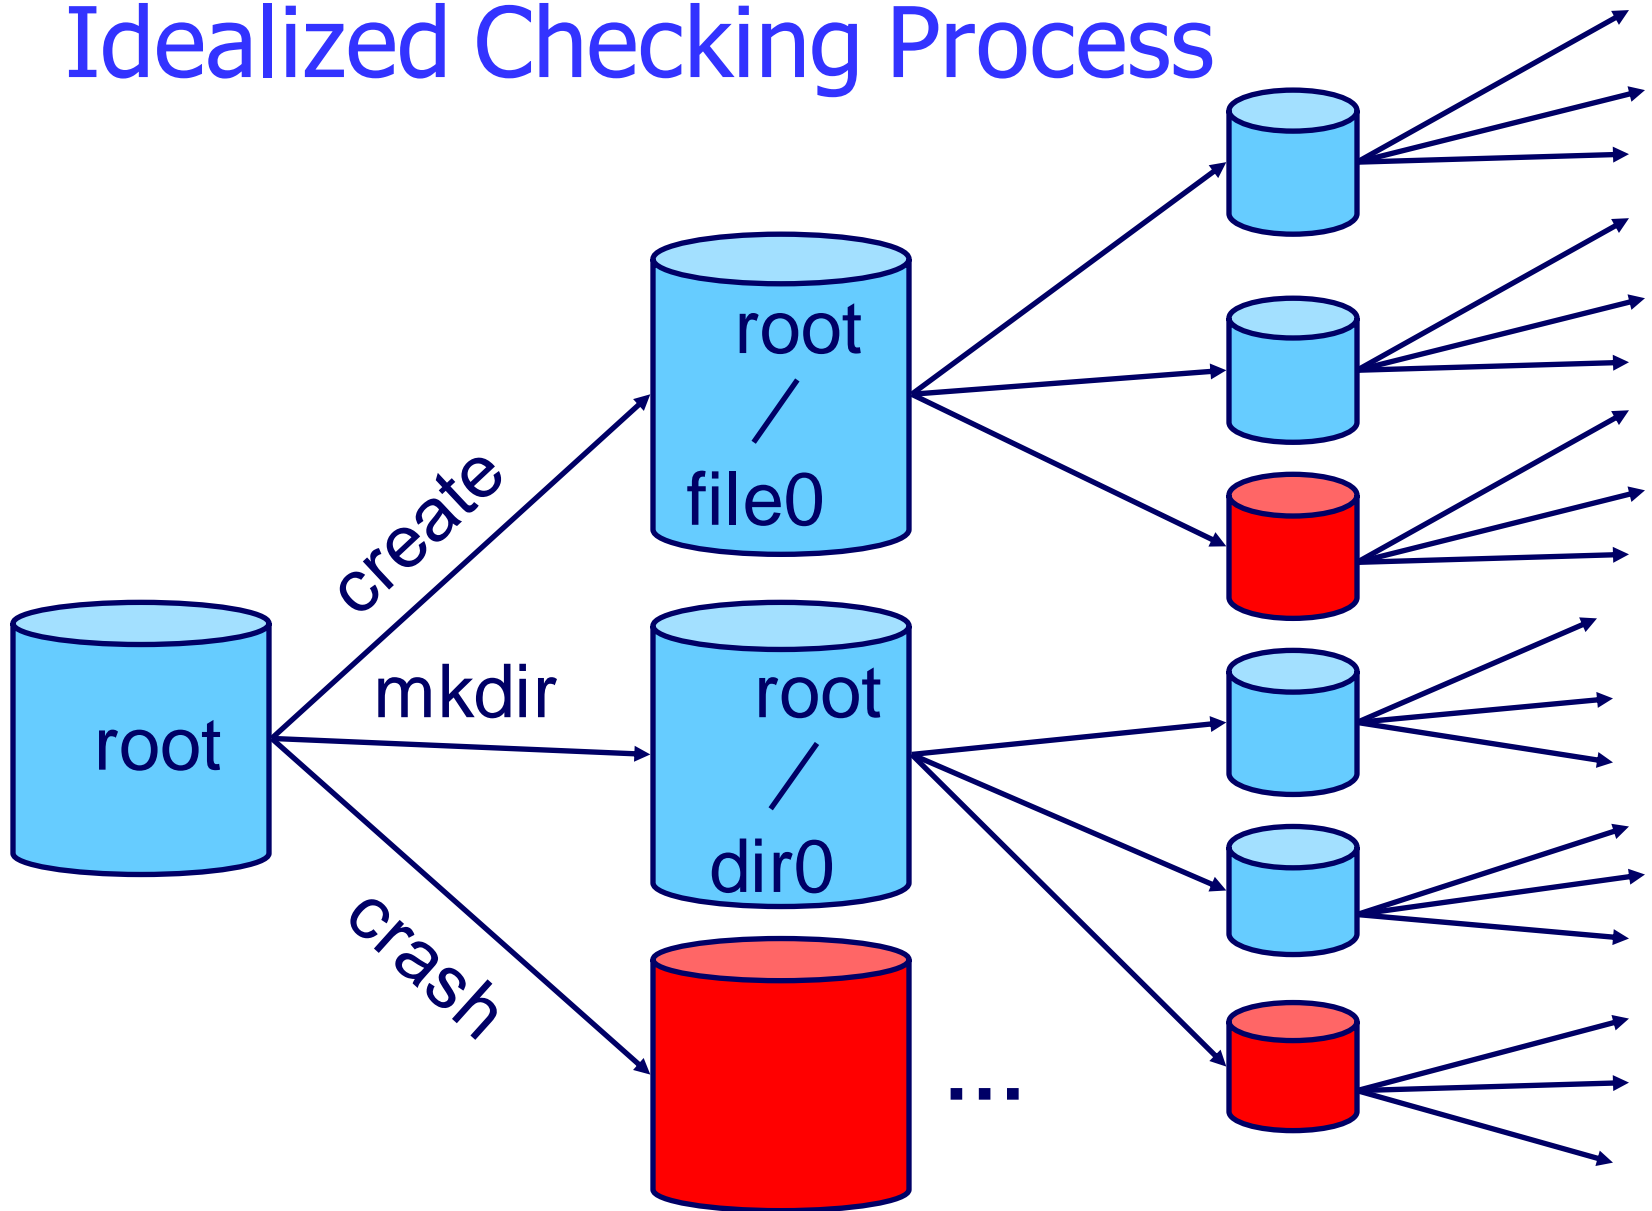 Idealized Checking Process
root
create
mkdir
crash
root
file0
root
dir0
...